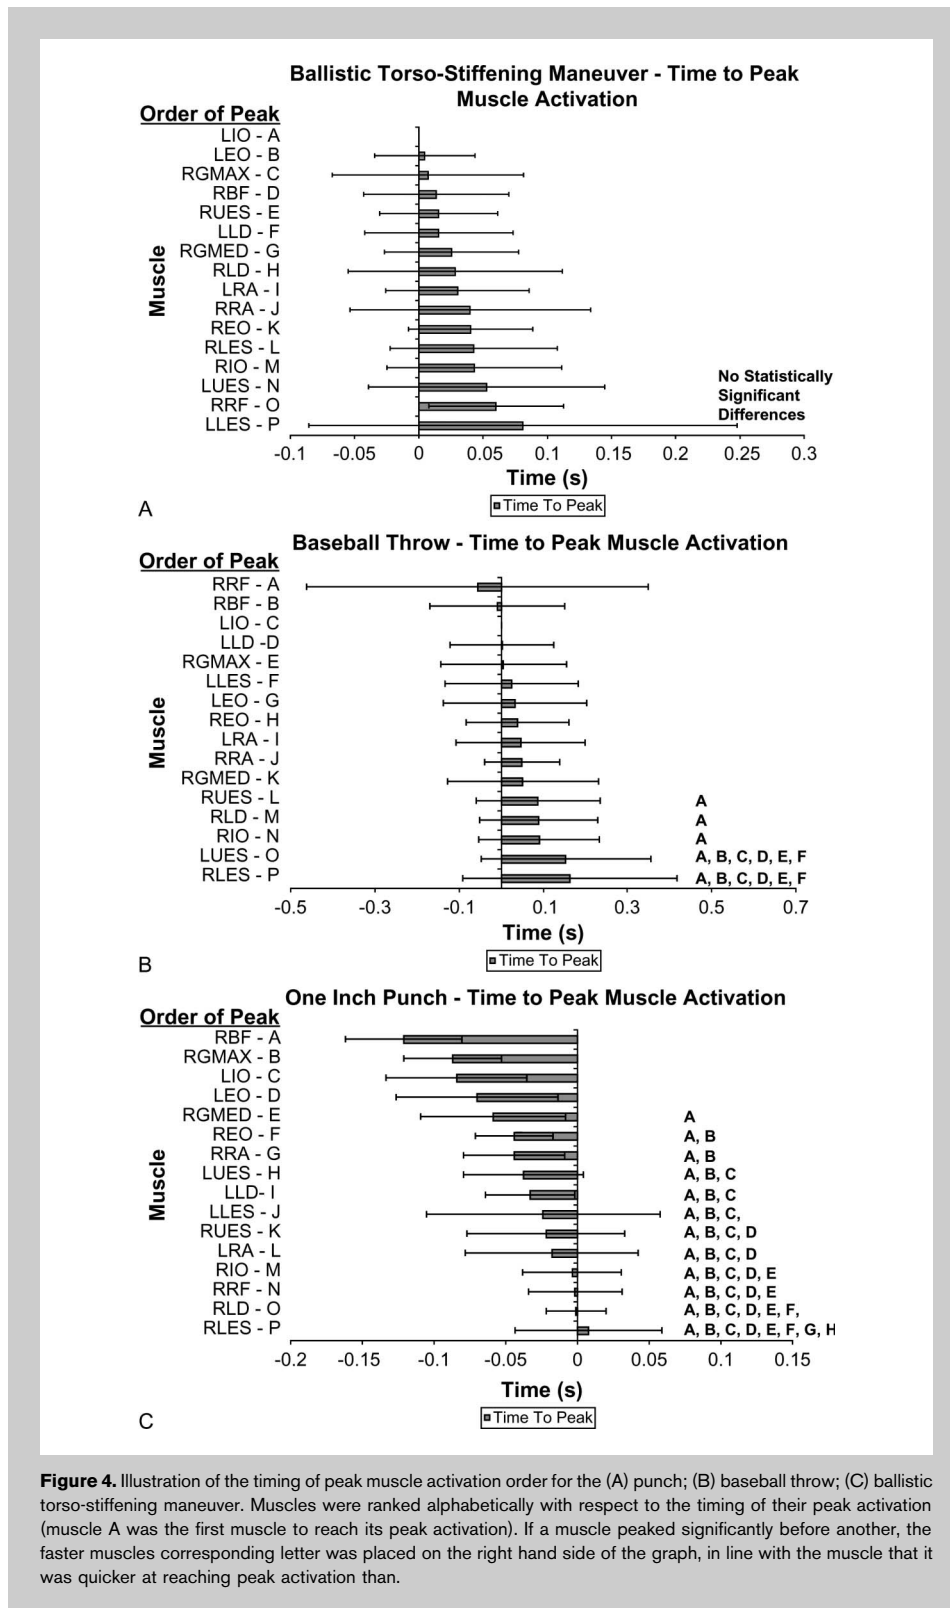 Ballistic Torso-Stiffening Maneuver - Time to Peak
Muscle Activation
Order of Peak
LIO - A
LEO - B
RGMAX - C
RBF - D
RUES - E
LLD - F
RGMED - G
RLD - H
LRA - I
RRA - J
REO - K
RLES - L
RIO - M
LUES - N
RRF - O
LLES - P
Muscle
No Statistically
Significant
Differences
-0.1 -0.05 0 0.05 0.1 0.15 0.2 0.25 0.3
Time (s)
Time To Peak
A
Baseball Throw - Time to Peak Muscle Activation
Order of Peak
RRF - A
RBF - B
LIO - C
LLD -D
RGMAX - E
LLES - F
LEO - G
REO - H
LRA - I
RRA - J
RGMED - K
RUES - L A
RLD - M A
RIO - N A
LUES - O A, B, C, D, E, F
RLES - P A, B, C, D, E, F
Muscle
-0.5 -0.3 -0.1 0.1 0.3 0.5 0.7
Time (s)
Time To Peak
B
One Inch Punch - Time to Peak Muscle Activation
Order of Peak
RBF - A
RGMAX - B
LIO - C
LEO - D
RGMED - E A
REO - F A, B
RRA - G A, B
LUES - H A, B, C
LLD- I A, B, C
LLES - J A, B, C,
RUES - K A, B, C, D
LRA - L A, B, C, D
RIO - M A, B, C, D, E
RRF - N A, B, C, D, E
RLD - O A, B, C, D, E, F,
RLES - P A, B, C, D, E, F, G, H
Muscle
-0.2 -0.15 -0.1 -0.05 0 0.05 0.1 0.15
Time (s)
Time To Peak
C
Figure 4. Illustration of the timing of peak muscle activation order for the (A) punch; (B) baseball throw; (C) ballistic
torso-stiffening maneuver. Muscles were ranked alphabetically with respect to the timing of their peak activation
(muscle A was the first muscle to reach its peak activation). If a muscle peaked significantly before another, the
faster muscles corresponding letter was placed on the right hand side of the graph, in line with the muscle that it
was quicker at reaching peak activation than.